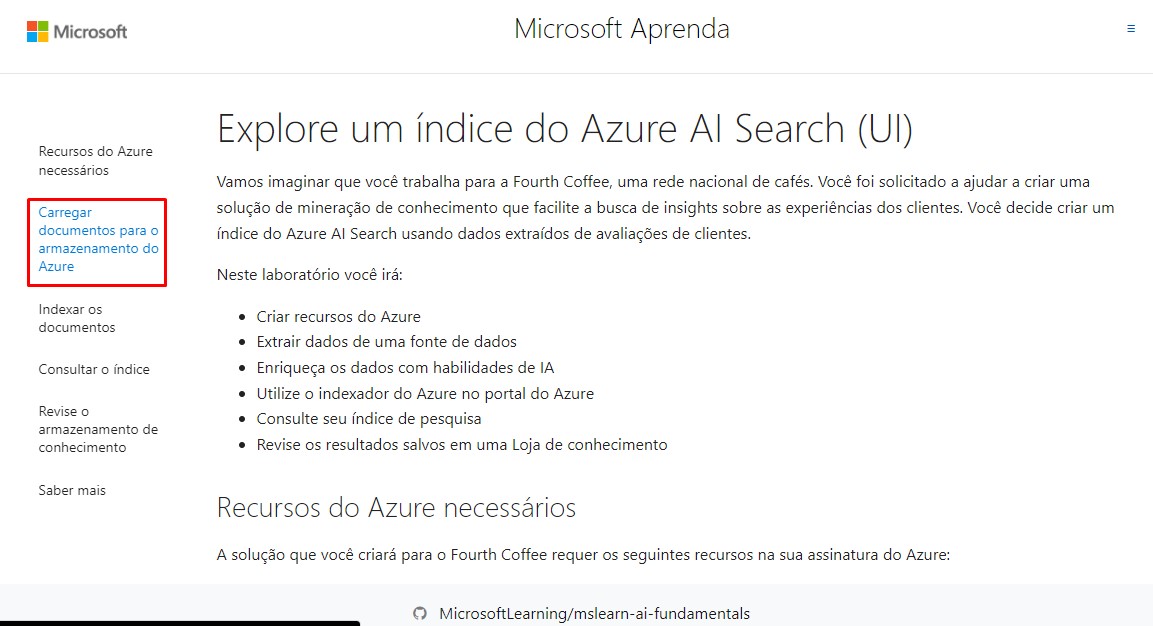 Microsoft
Microsoft Aprenda
Recursos do Azure
necessários
Carregar
documentos para o
armazenamento do
Azure
Indexar os
documentos
Consultar o índice
Revise o
armazenamento de
conhecimento
Saber mais
Explore um índice do Azure AI Search (UI)
Vamos imaginar que você trabalha para a Fourth Coffee, uma rede nacional de cafés. Você foi solicitado a ajudar a criar uma
solução de mineração de conhecimento que facilite a busca de insights sobre as experiências dos clientes. Você decide criar um
índice do Azure AI Search usando dados extraídos de avaliações de clientes.
Neste laboratório você irá:
• Criar recursos do Azure
• Extrair dados de uma fonte de dados
• Enriqueça os dados com habilidades de IA
• Utilize o indexador do Azure no portal do Azure
• Consulte seu índice de pesquisa
• Revise os resultados salvos em uma Loja de conhecimento
Recursos do Azure necessários
A solução que você criará para o Fourth Coffee requer os seguintes recursos na sua assinatura do Azure:
MicrosoftLearning/mslearn-ai-fundamentals